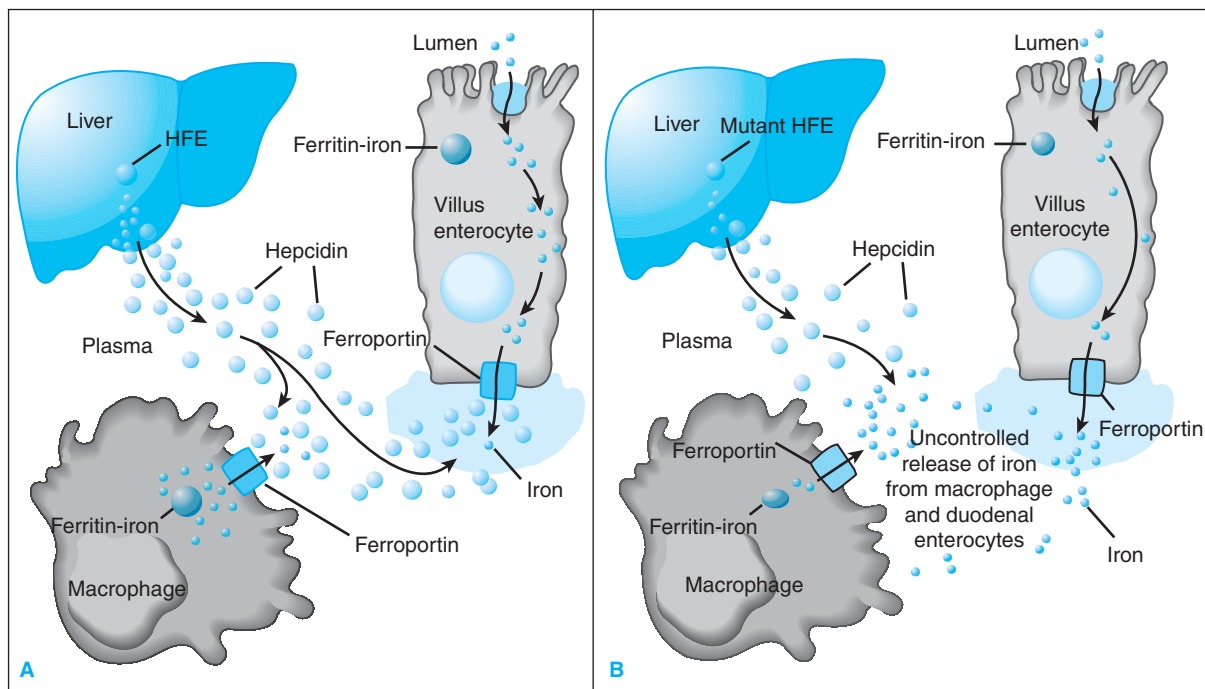 Lumen
Liver
HFE
Ferritin-iron
Villus
enterocyte
Hepcidin
Ferroportin
Plasma
Iron
Ferritin-iron
Ferroportin
Macrophage
A
Lumen
Liver
Mutant HFE
Ferritin-iron
Villus
enterocyte
Hepcidin
Plasma
Ferroportin
Ferroportin
Uncontrolled
release of iron
from macrophage
and duodenal
enterocytes
Ferritin-iron
Iron
Macrophage
B